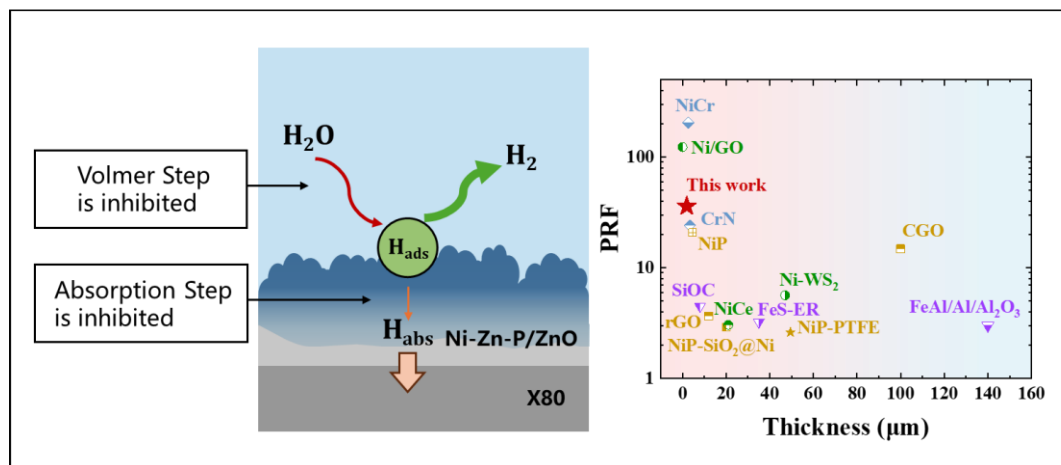 Volmer Step
is inhibited
Absorption Step
is inhibited
H₂O
H₂
H_ads
H_abs
Ni-Zn-P/ZnO
X80
PRF
100
10
1
NiCr
Ni/GO
This work
CrN
NiP
CGO
Ni-WS₂
SiOC
NiCe
FeS-ER
FeAl/Al/Al₂O₃
rGO
NiP-PTFE
NiP-SiO₂@Ni
0 20 40 60 80 100 120 140 160
Thickness (μm)